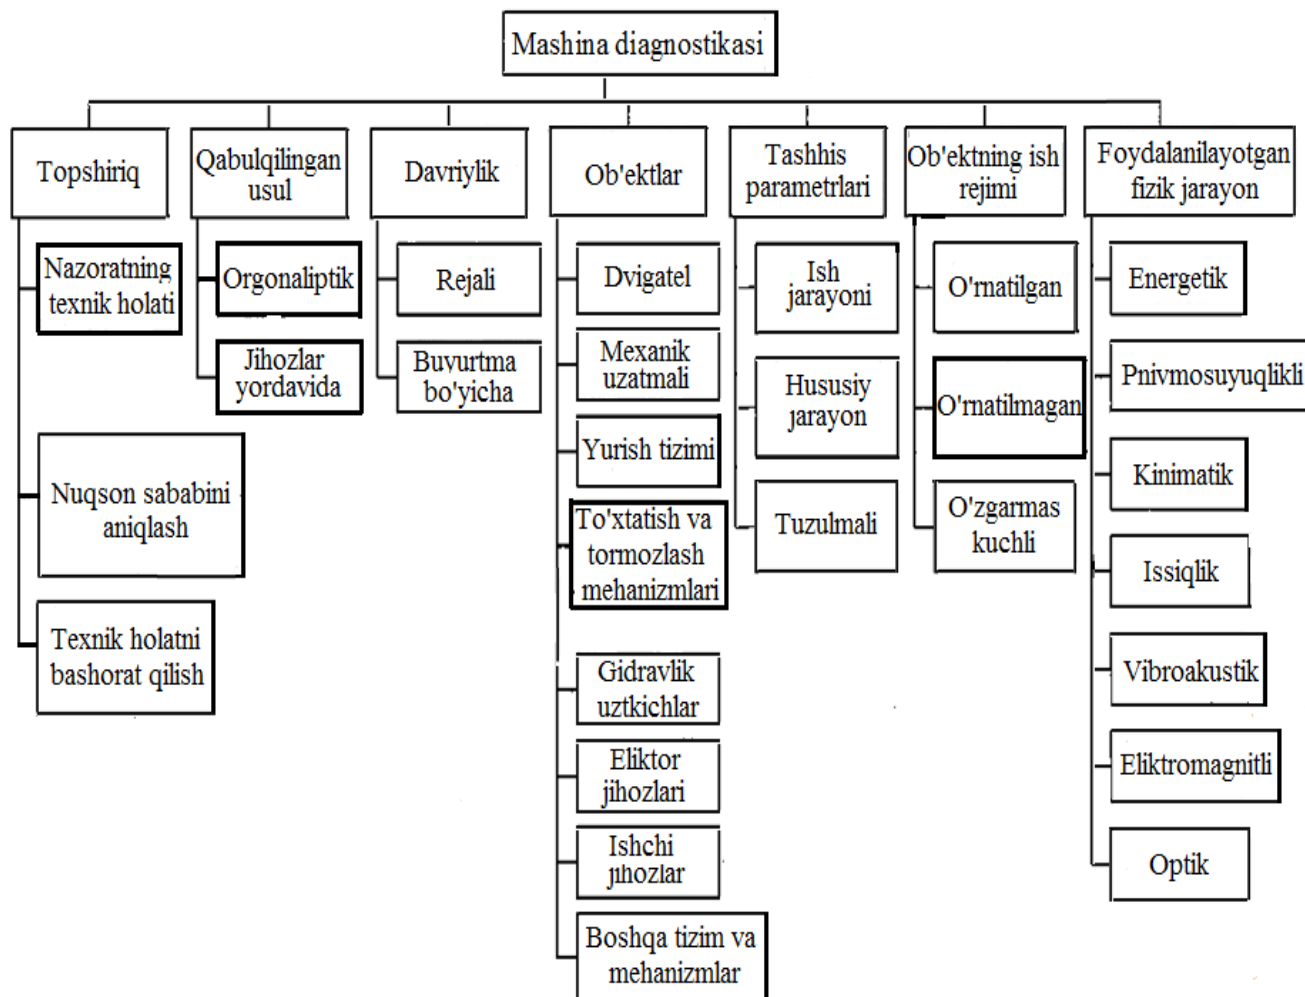 Mashina diagnostikasi
Topshiriq
Nazoratning
texnik holati
Nuqson sababini
aniqlash
Texnik holatni
bashorat qilish
Qabulqilingan
usul
Orgonaliptik
Jihozlar
yordavida
Davriylik
Rejali
Buyurtma
bo'yicha
Ob'ektlar
Dvigatel
Mexanik
uzatmali
Yurish tizimi
To'xtatish va
tormozlash
mehanizmlari
Gidravlik
uztkichlar
Eliktor
jihozlari
Ishchi
jihozlar
Boshqa tizim va
mehanizmlar
Tashhis
parametrlari
Ish
jarayoni
Hususiy
jarayon
Tuzulmali
Ob'ektning ish
rejimi
O'rnatilgan
O'rnatilmagan
O'zgarmas
kuchli
Foydalanilayotgan
fizik jarayon
Energetik
Pnivmosuyuqlikli
Kinimatik
Issiqlik
Vibroakustik
Eliktromagnitli
Optik